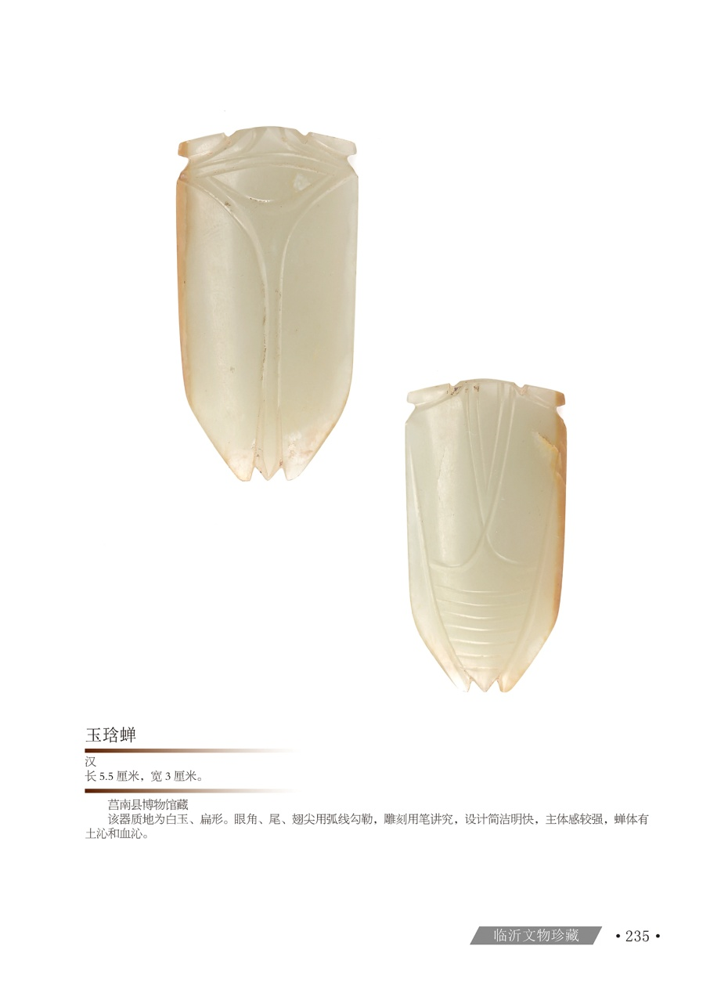 玉琀蝉
汉
长 5.5 厘米，宽 3 厘米。
莒南县博物馆藏
该器质地为白玉、扁形。眼角、尾、翅尖用弧线勾勒，雕刻用笔讲究，设计简洁明快，主体感较强，蝉体有
土沁和血沁。
临沂文物珍藏 • 235 •